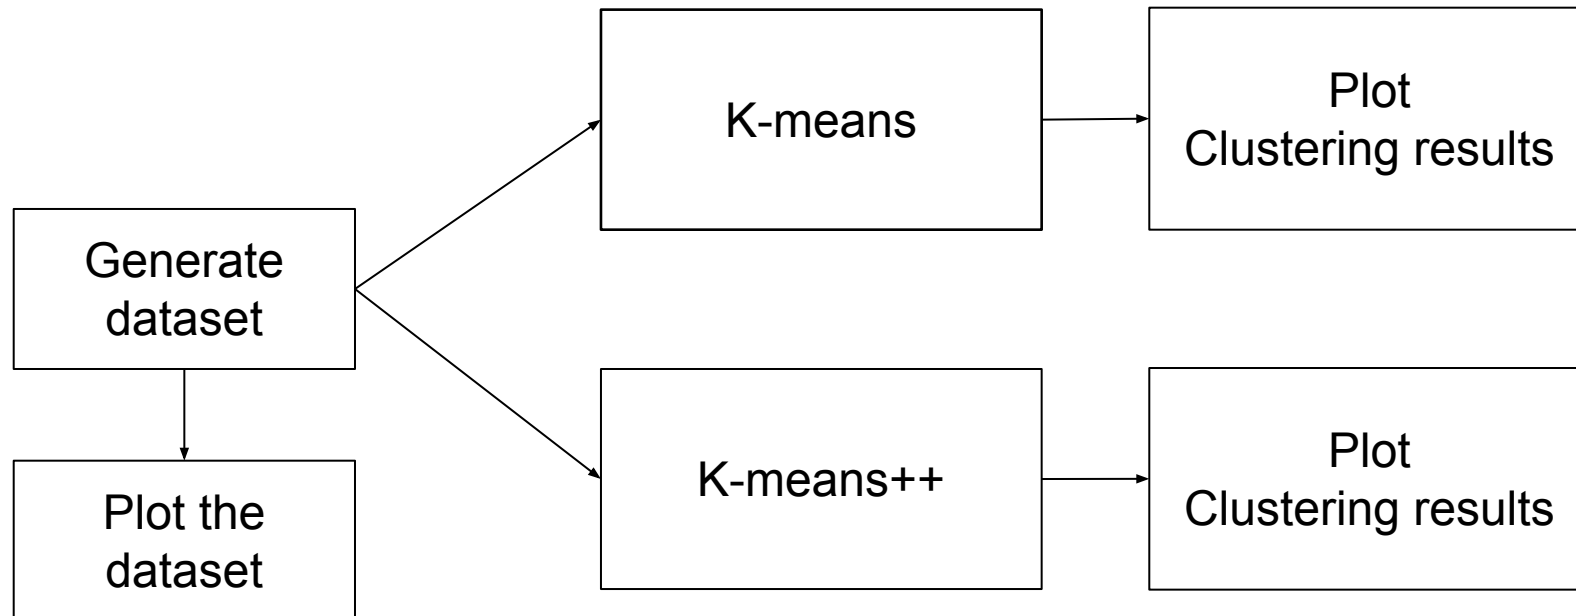 K-means
Plot
Clustering results
Generate
dataset
K-means++
Plot
Clustering results
Plot the
dataset